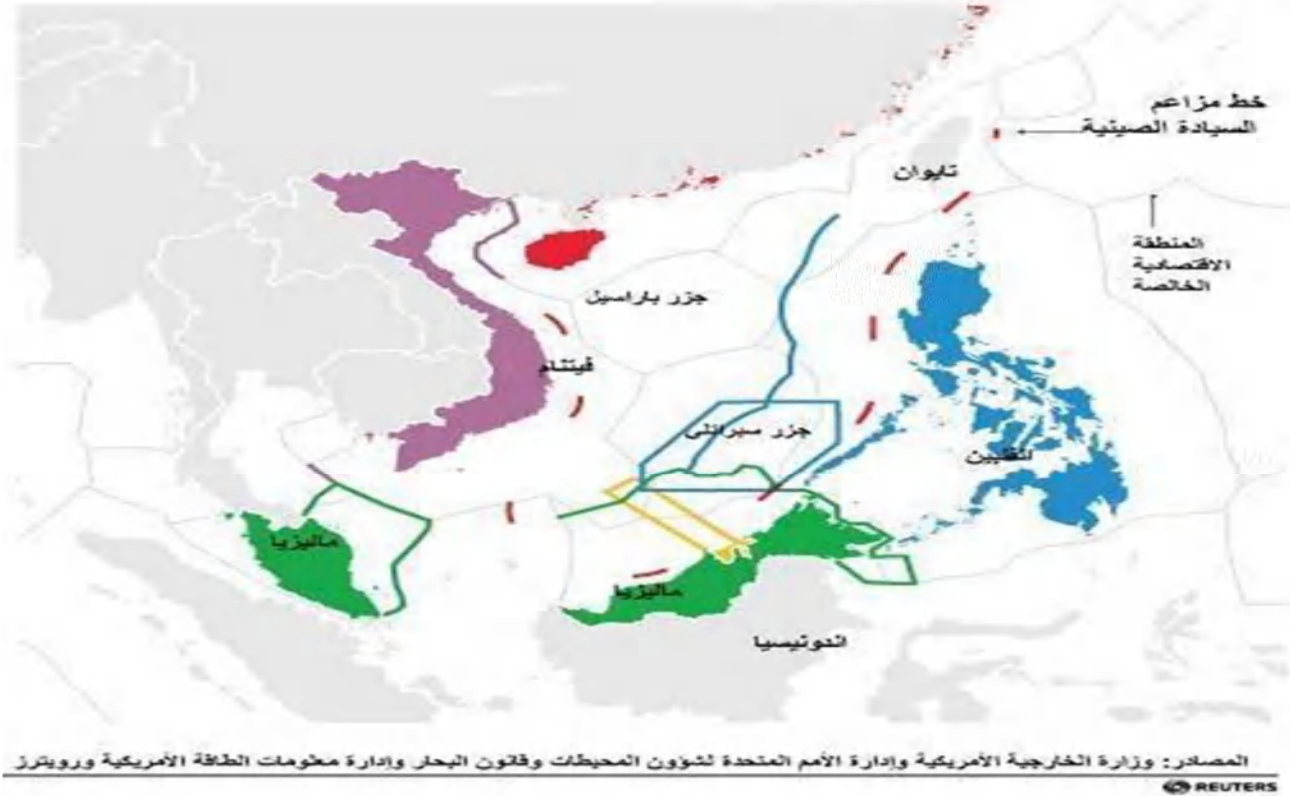 خط مزاعم
السيادة الصينية
تايوان
المنطقة
الاقتصادية
الخالصة
جزر باراسيل
فيتنام
جزر سبراتلي
الفلبين
ماليزيا
ماليزيا
اندونيسيا
المصادر: وزارة الخارجية الأمريكية وإدارة الأمم المتحدة لشؤون المحيطات وقانون البحار وإدارة معلومات الطاقة الأمريكية ورويترز
REUTERS